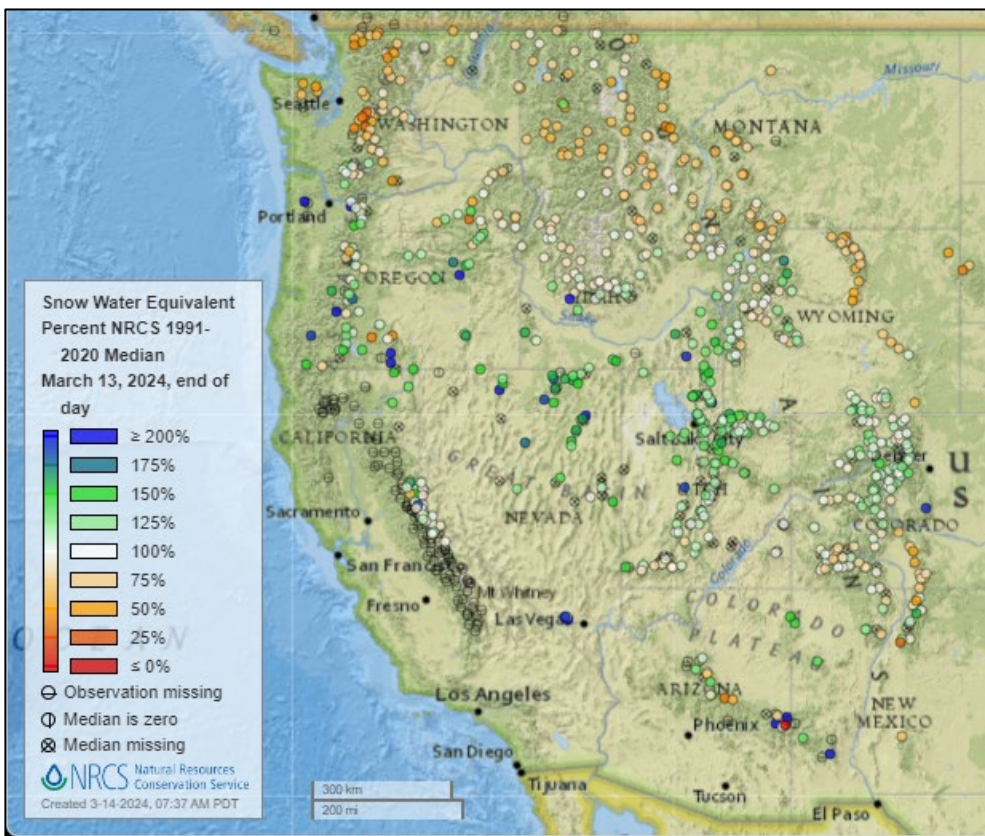 Snow Water Equivalent
Percent NRCS 1991-
2020 Median
March 13, 2024, end of
day
≥ 200%
175%
150%
125%
100%
75%
50%
25%
≤ 0%
Observation missing
Median is zero
Median missing
NRCS Natural Resources
Conservation Service
Created 3-14-2024, 07:37 AM PDT
Seattle
WASHINGTON
MONTANA
Missouri
Portland
OREGON
WYOMING
CALIFORNIA
Salt
City
GREAT BASIN
NEVADA
UTAH
Sacramento
San Francisco
Fresno
Mt Whitney
Las Vegas
Colorado
COLORADO
COLORADO
PLATEAU
U
S
Los Angeles
ARIZONA
Phoenix
NEW
MEXICO
San Diego
Tijuana
Tucson
El Paso
300 km
200 mi